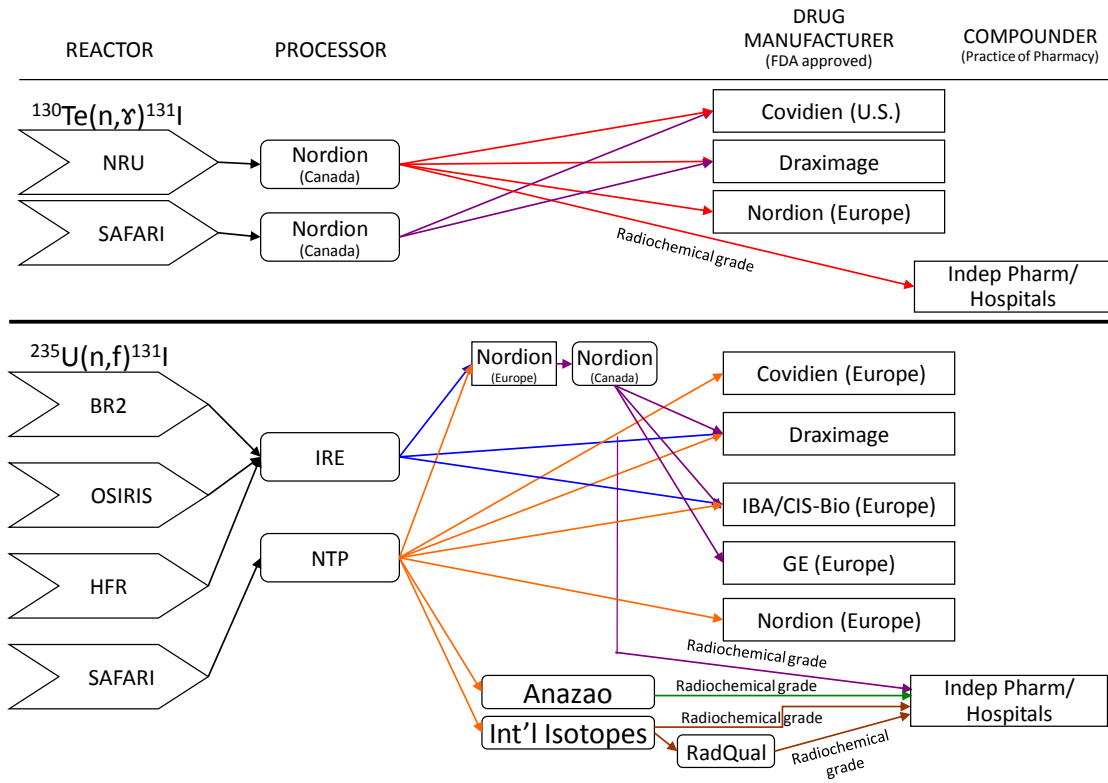 REACTOR
PROCESSOR
DRUG
MANUFACTURER
(FDA approved)
COMPOUNDER
(Practice of Pharmacy)
¹³⁰Te(n,ɤ)¹³¹I
NRU
SAFARI
Nordion
(Canada)
Nordion
(Canada)
Covidien (U.S.)
Draximage
Nordion (Europe)
Radiochemical grade
Indep Pharm/
Hospitals
²³⁵U(n,f)¹³¹I
BR2
OSIRIS
HFR
SAFARI
IRE
NTP
Nordion
(Europe)
Nordion
(Canada)
Covidien (Europe)
Draximage
IBA/CIS-Bio (Europe)
GE (Europe)
Nordion (Europe)
Radiochemical grade
Anazao
Radiochemical grade
Int'l Isotopes
Radiochemical grade
RadQual
Radiochemical grade
Indep Pharm/
Hospitals